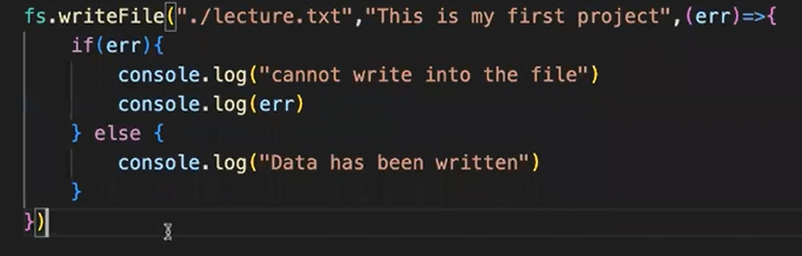 fs.writeFile("./lecture.txt","This is my first project",(err)=>{
    if(err){
        console.log("cannot write into the file")
        console.log(err)
    } else {
        console.log("Data has been written")
    }
})